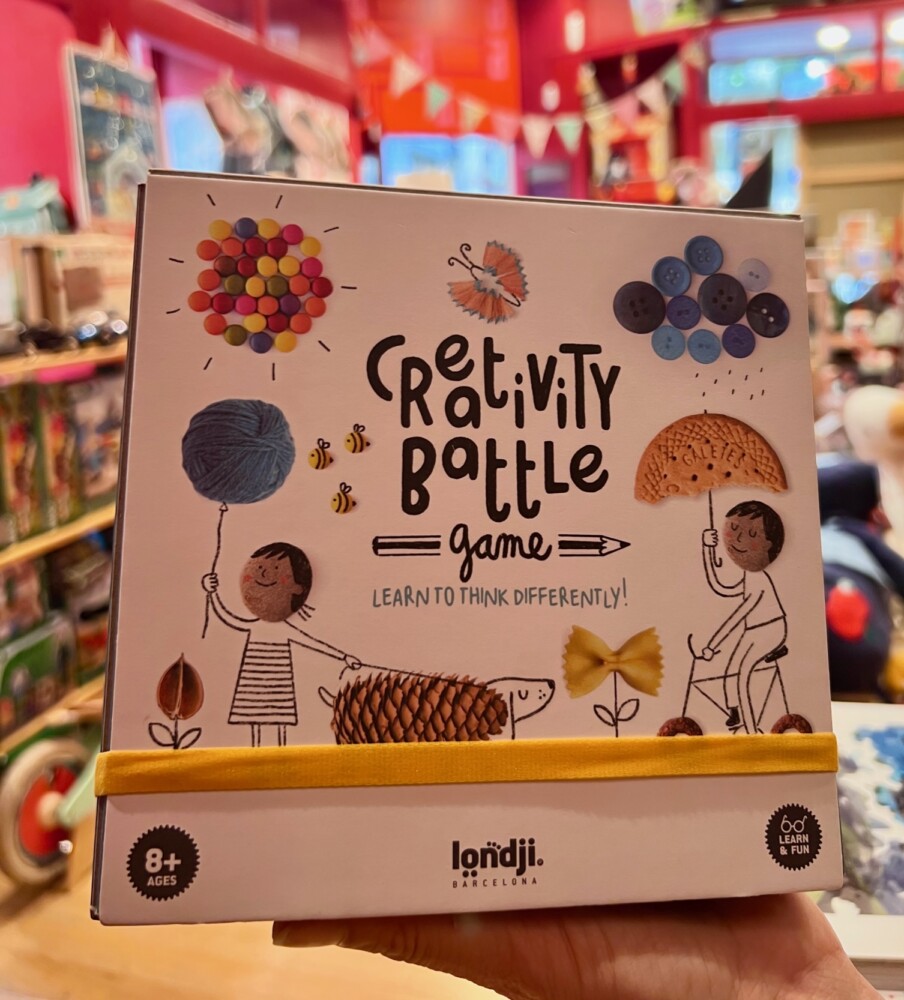 CReativiTY
Battle
game
LEARN TO THINK DIFFERENTLY!
GALETES
8+
AGES
londji.
BARCELONA
LEARN
& FUN